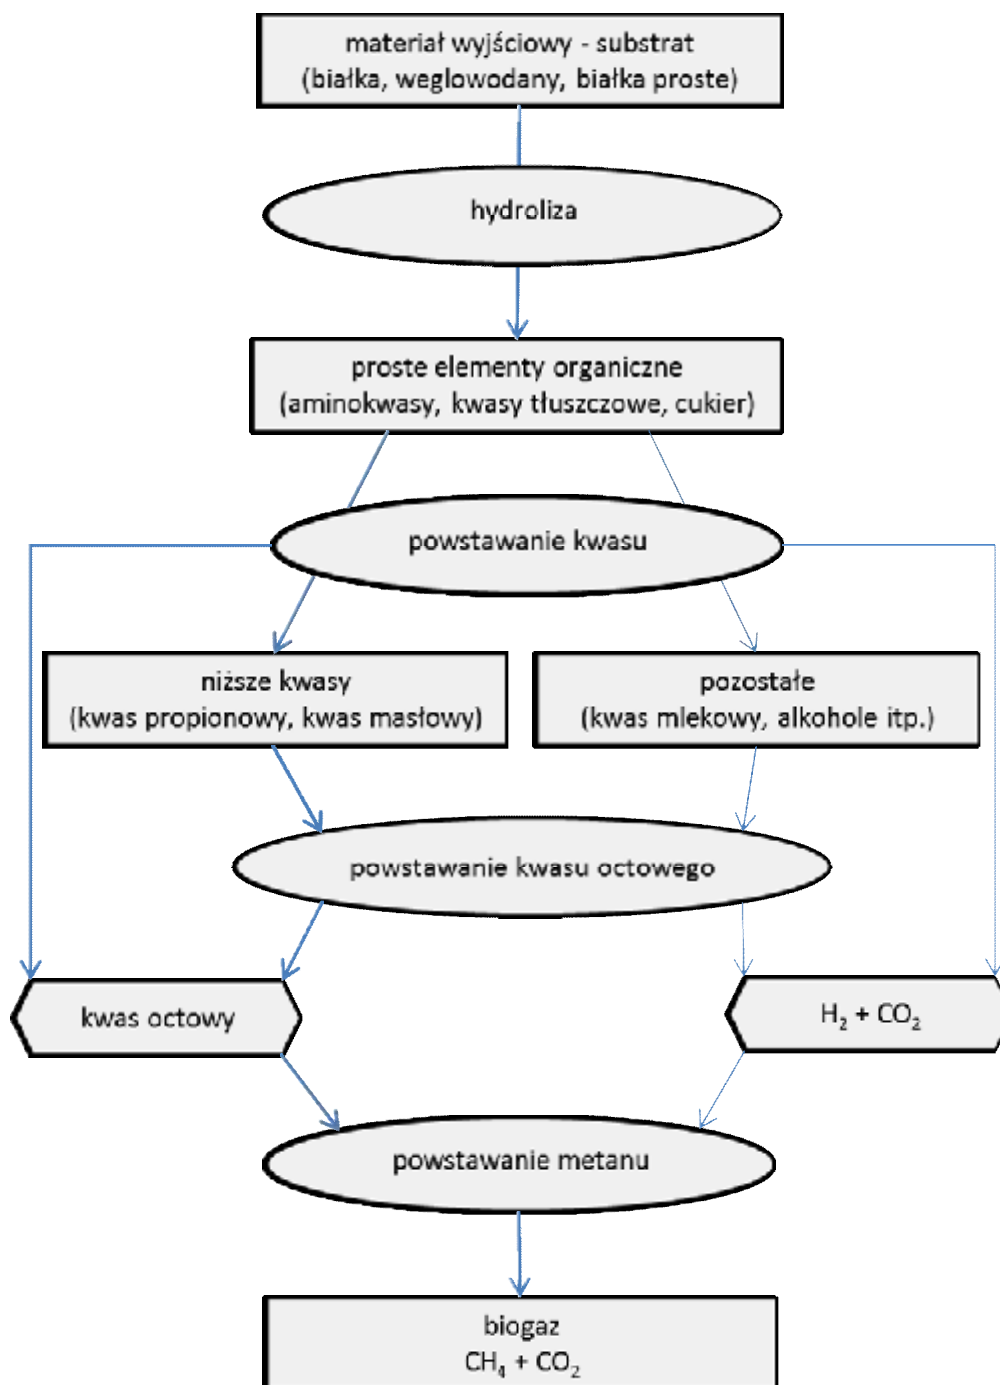 materiał wyjściowy - substrat
(białka, weglowodany, białka proste)
hydroliza
proste elementy organiczne
(aminokwasy, kwasy tłuszczowe, cukier)
powstawanie kwasu
niższe kwasy
(kwas propionowy, kwas masłowy)
pozostałe
(kwas mlekowy, alkohole itp.)
powstawanie kwasu octowego
kwas octowy
H₂ + CO₂
powstawanie metanu
biogaz
CH₄ + CO₂